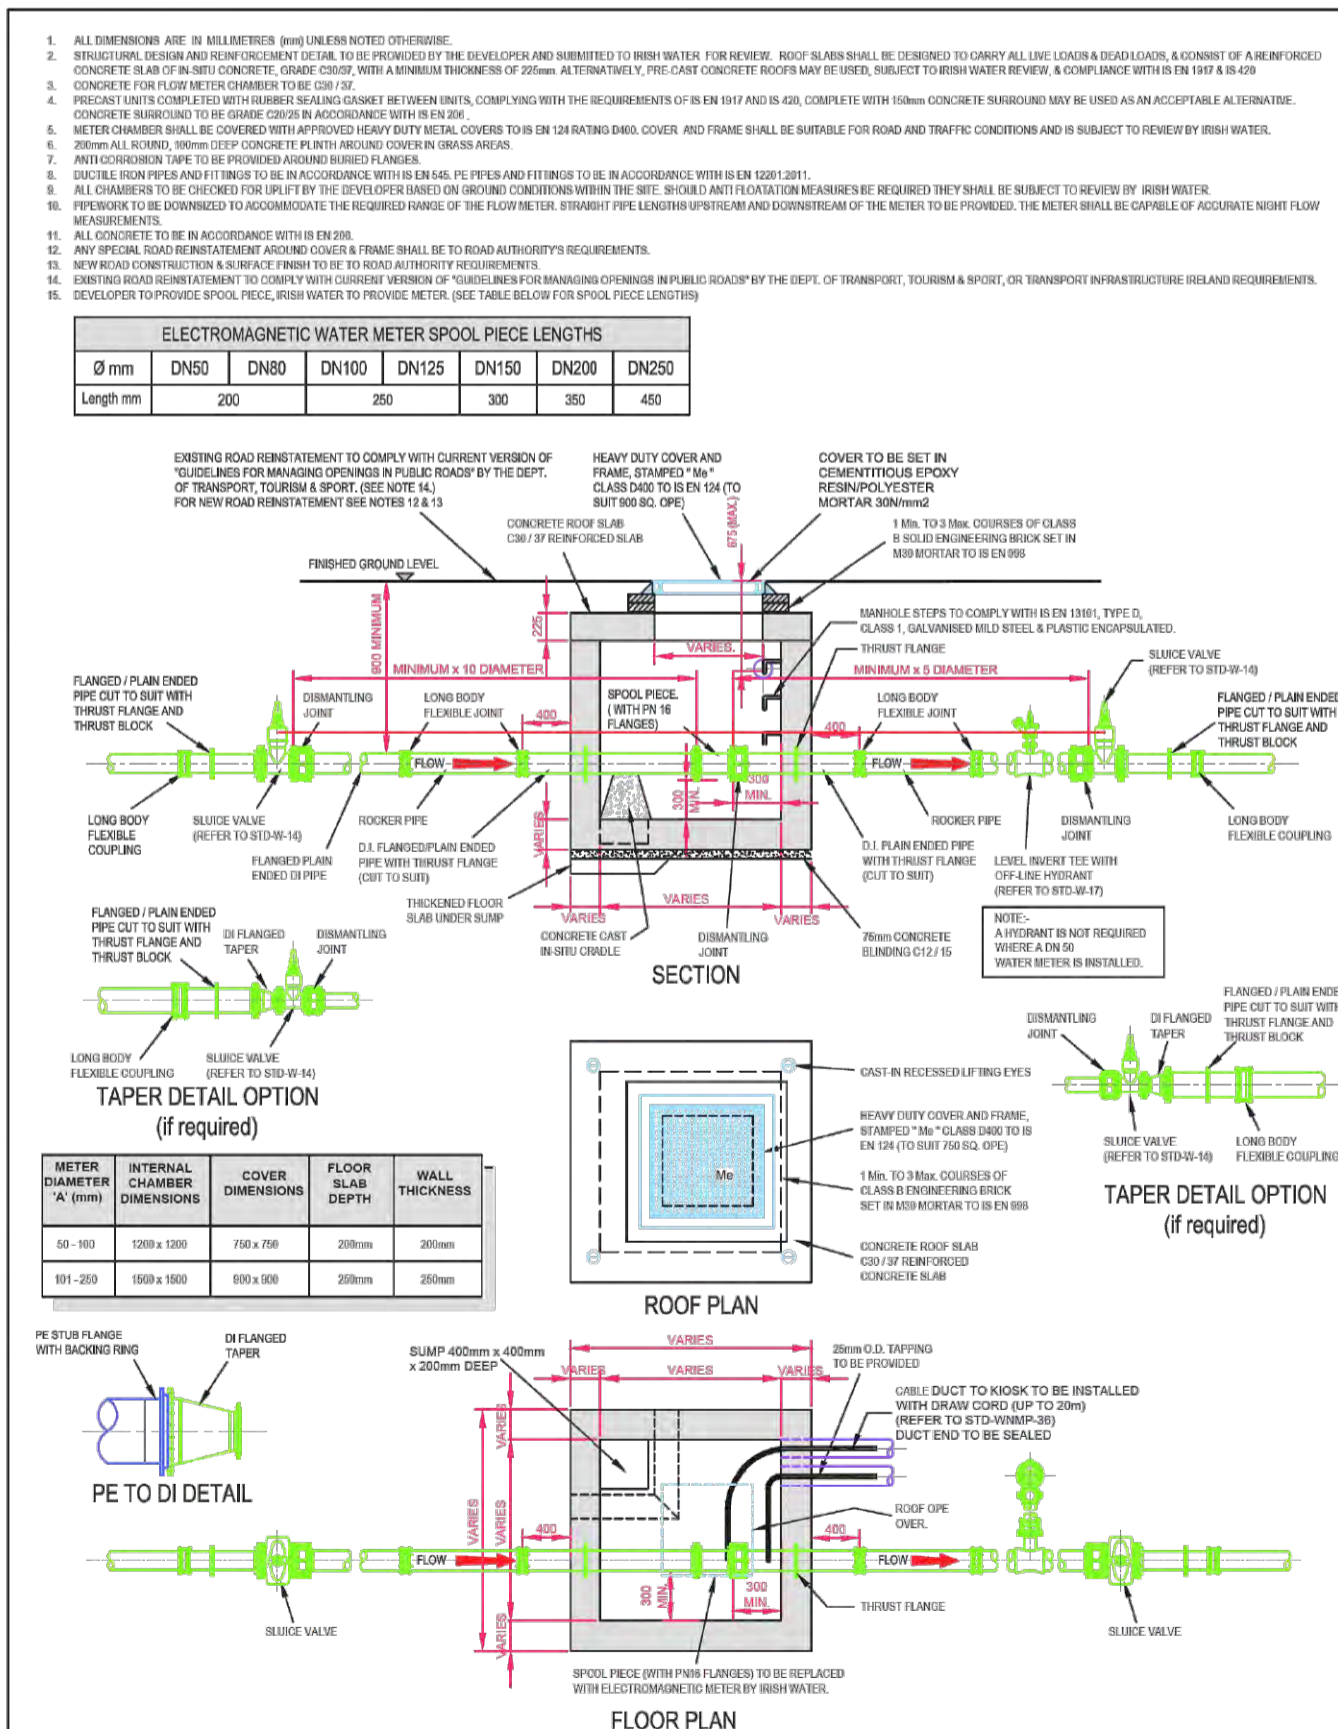 1. ALL DIMENSIONS ARE IN MILLIMETRES (mm) UNLESS NOTED OTHERWISE.
2. STRUCTURAL DESIGN AND REINFORCEMENT DETAIL TO BE PROVIDED BY THE DEVELOPER AND SUBMITTED TO IRISH WATER FOR REVIEW. ROOF SLABS SHALL BE DESIGNED TO CARRY ALL LIVE LOADS & DEAD LOADS, & CONSIST OF A REINFORCED
CONCRETE SLAB OF IN-SITU CONCRETE, GRADE C30/37, WITH A MINIMUM THICKNESS OF 225mm. ALTERNATIVELY, PRE-CAST CONCRETE ROOFS MAY BE USED, SUBJECT TO IRISH WATER REVIEW, & COMPLIANCE WITH IS EN 1917 & IS 420
3. CONCRETE FOR FLOW METER CHAMBER TO BE C30 / 37.
4. PRECAST UNITS COMPLETED WITH RUBBER SEALING GASKET BETWEEN UNITS, COMPLYING WITH THE REQUIREMENTS OF IS EN 1917 AND IS 420, COMPLETE WITH 150mm CONCRETE SURROUND MAY BE USED AS AN ACCEPTABLE ALTERNATIVE.
CONCRETE SURROUND TO BE GRADE C20/25 IN ACCORDANCE WITH IS EN 206 .
5. METER CHAMBER SHALL BE COVERED WITH APPROVED HEAVY DUTY METAL COVERS TO IS EN 124 RATING D400. COVER AND FRAME SHALL BE SUITABLE FOR ROAD AND TRAFFIC CONDITIONS AND IS SUBJECT TO REVIEW BY IRISH WATER.
6. 200mm ALL ROUND, 100mm DEEP CONCRETE PLINTH AROUND COVER IN GRASS AREAS.
7. ANTI CORROSION TAPE TO BE PROVIDED AROUND BURIED FLANGES.
8. DUCTILE IRON PIPES AND FITTINGS TO BE IN ACCORDANCE WITH IS EN 545. PE PIPES AND FITTINGS TO BE IN ACCORDANCE WITH IS EN 12201:2011.
9. ALL CHAMBERS TO BE CHECKED FOR UPLIFT BY THE DEVELOPER BASED ON GROUND CONDITIONS WITHIN THE SITE. SHOULD ANTI FLOATATION MEASURES BE REQUIRED THEY SHALL BE SUBJECT TO REVIEW BY IRISH WATER.
10. PIPEWORK TO BE DOWNSIZED TO ACCOMMODATE THE REQUIRED RANGE OF THE FLOW METER. STRAIGHT PIPE LENGTHS UPSTREAM AND DOWNSTREAM OF THE METER TO BE PROVIDED. THE METER SHALL BE CAPABLE OF ACCURATE NIGHT FLOW
MEASUREMENTS.
11. ALL CONCRETE TO BE IN ACCORDANCE WITH IS EN 206.
12. ANY SPECIAL ROAD REINSTATEMENT AROUND COVER & FRAME SHALL BE TO ROAD AUTHORITY'S REQUIREMENTS.
13. NEW ROAD CONSTRUCTION & SURFACE FINISH TO BE TO ROAD AUTHORITY REQUIREMENTS.
14. EXISTING ROAD REINSTATEMENT TO COMPLY WITH CURRENT VERSION OF "GUIDELINES FOR MANAGING OPENINGS IN PUBLIC ROADS" BY THE DEPT. OF TRANSPORT, TOURISM & SPORT, OR TRANSPORT INFRASTRUCTURE IRELAND REQUIREMENTS.
15. DEVELOPER TO PROVIDE SPOOL PIECE, IRISH WATER TO PROVIDE METER. (SEE TABLE BELOW FOR SPOOL PIECE LENGTHS)
ELECTROMAGNETIC WATER METER SPOOL PIECE LENGTHS
Ø mm DN50 DN80 DN100 DN125 DN150 DN200 DN250
Length mm 200 250 300 350 450
EXISTING ROAD REINSTATEMENT TO COMPLY WITH CURRENT VERSION OF
"GUIDELINES FOR MANAGING OPENINGS IN PUBLIC ROADS" BY THE DEPT.
OF TRANSPORT, TOURISM & SPORT. (SEE NOTE 14.)
FOR NEW ROAD REINSTATEMENT SEE NOTES 12 & 13
HEAVY DUTY COVER AND
FRAME, STAMPED " Me "
CLASS D400 TO IS EN 124 (TO
SUIT 900 SQ. OPE)
COVER TO BE SET IN
CEMENTITIOUS EPOXY
RESIN/POLYESTER
MORTAR 30N/mm2
CONCRETE ROOF SLAB
C30 / 37 REINFORCED SLAB
675 (MAX.)
1 Min. TO 3 Max. COURSES OF CLASS
B SOLID ENGINEERING BRICK SET IN
M30 MORTAR TO IS EN 998
FINISHED GROUND LEVEL
900 MINIMUM
225
MANHOLE STEPS TO COMPLY WITH IS EN 13101, TYPE D,
CLASS 1, GALVANISED MILD STEEL & PLASTIC ENCAPSULATED.
VARIES.
THRUST FLANGE
SLUICE VALVE
(REFER TO STD-W-14)
MINIMUM x 10 DIAMETER
MINIMUM x 5 DIAMETER
FLANGED / PLAIN ENDED
PIPE CUT TO SUIT WITH
THRUST FLANGE AND
THRUST BLOCK
DISMANTLING
JOINT
LONG BODY
FLEXIBLE JOINT
400
SPOOL PIECE.
( WITH PN 16
FLANGES)
400
LONG BODY
FLEXIBLE JOINT
FLANGED / PLAIN ENDED
PIPE CUT TO SUIT WITH
THRUST FLANGE AND
THRUST BLOCK
FLOW
FLOW
300
MIN.
300
MIN.
LONG BODY
FLEXIBLE
COUPLING
SLUICE VALVE
(REFER TO STD-W-14)
FLANGED PLAIN
ENDED DI PIPE
ROCKER PIPE
D.I. FLANGED/PLAIN ENDED
PIPE WITH THRUST FLANGE
(CUT TO SUIT)
VARIES
D.I. PLAIN ENDED PIPE
WITH THRUST FLANGE
(CUT TO SUIT)
ROCKER PIPE
LEVEL INVERT TEE WITH
OFF-LINE HYDRANT
(REFER TO STD-W-17)
DISMANTLING
JOINT
LONG BODY
FLEXIBLE COUPLING
THICKENED FLOOR
SLAB UNDER SUMP
VARIES
VARIES
VARIES
CONCRETE CAST
IN-SITU CRADLE
DISMANTLING
JOINT
75mm CONCRETE
BLINDING C12 / 15
NOTE:-
A HYDRANT IS NOT REQUIRED
WHERE A DN 50
WATER METER IS INSTALLED.
SECTION
FLANGED / PLAIN ENDED
PIPE CUT TO SUIT WITH
THRUST FLANGE AND
THRUST BLOCK
DI FLANGED
TAPER
DISMANTLING
JOINT
LONG BODY
FLEXIBLE COUPLING
SLUICE VALVE
(REFER TO STD-W-14)
TAPER DETAIL OPTION
(if required)
DISMANTLING
JOINT
DI FLANGED
TAPER
FLANGED / PLAIN ENDE
PIPE CUT TO SUIT WITH
THRUST FLANGE AND
THRUST BLOCK
SLUICE VALVE
(REFER TO STD-W-14)
LONG BODY
FLEXIBLE COUPLING
TAPER DETAIL OPTION
(if required)
CAST-IN RECESSED LIFTING EYES
HEAVY DUTY COVER AND FRAME,
STAMPED " Me " CLASS D400 TO IS
EN 124 (TO SUIT 750 SQ. OPE)
Me
1 Min. TO 3 Max. COURSES OF
CLASS B ENGINEERING BRICK
SET IN M30 MORTAR TO IS EN 998
CONCRETE ROOF SLAB
C30 / 37 REINFORCED
CONCRETE SLAB
ROOF PLAN
METER DIAMETER 'A' (mm) INTERNAL CHAMBER DIMENSIONS COVER DIMENSIONS FLOOR SLAB DEPTH WALL THICKNESS
50 - 100 1200 x 1200 750 x 750 200mm 200mm
101 - 250 1500 x 1500 900 x 900 250mm 250mm
PE STUB FLANGE
WITH BACKING RING
DI FLANGED
TAPER
PE TO DI DETAIL
SUMP 400mm x 400mm
x 200mm DEEP
VARIES
VARIES
VARIES
VARIES
25mm O.D. TAPPING
TO BE PROVIDED
CABLE DUCT TO KIOSK TO BE INSTALLED
WITH DRAW CORD (UP TO 20m)
(REFER TO STD-WNMP-36)
DUCT END TO BE SEALED
VARIES
VARIES
VARIES
VARIES
ROOF OPE
OVER.
400
400
FLOW
FLOW
300
MIN.
300
MIN.
THRUST FLANGE
SLUICE VALVE
SLUICE VALVE
SPOOL PIECE (WITH PN16 FLANGES) TO BE REPLACED
WITH ELECTROMAGNETIC METER BY IRISH WATER.
FLOOR PLAN